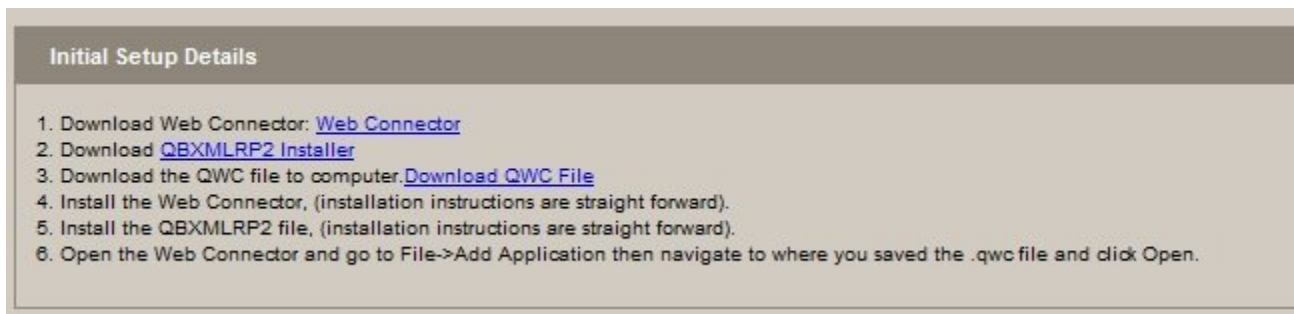 Initial Setup Details
1. Download Web Connector: Web Connector
2. Download QBXMLRP2 Installer
3. Download the QWC file to computer.Download QWC File
4. Install the Web Connector, (installation instructions are straight forward).
5. Install the QBXMLRP2 file, (installation instructions are straight forward).
6. Open the Web Connector and go to File->Add Application then navigate to where you saved the .qwc file and click Open.